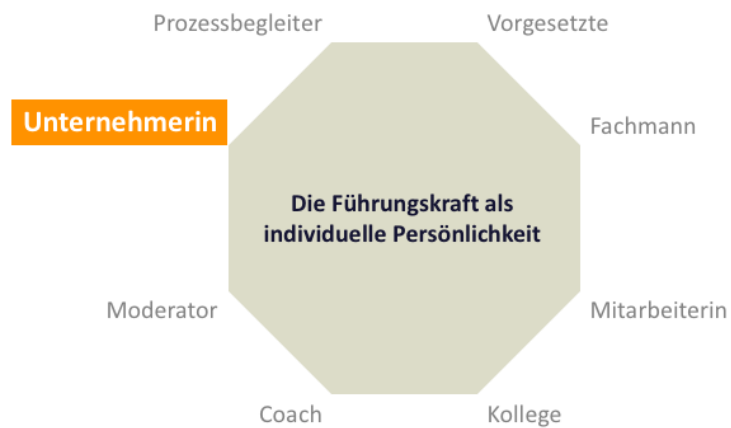 Prozessbegleiter
Vorgesetzte
Unternehmerin
Fachmann
Die Führungskraft als
individuelle Persönlichkeit
Moderator
Mitarbeiterin
Coach
Kollege